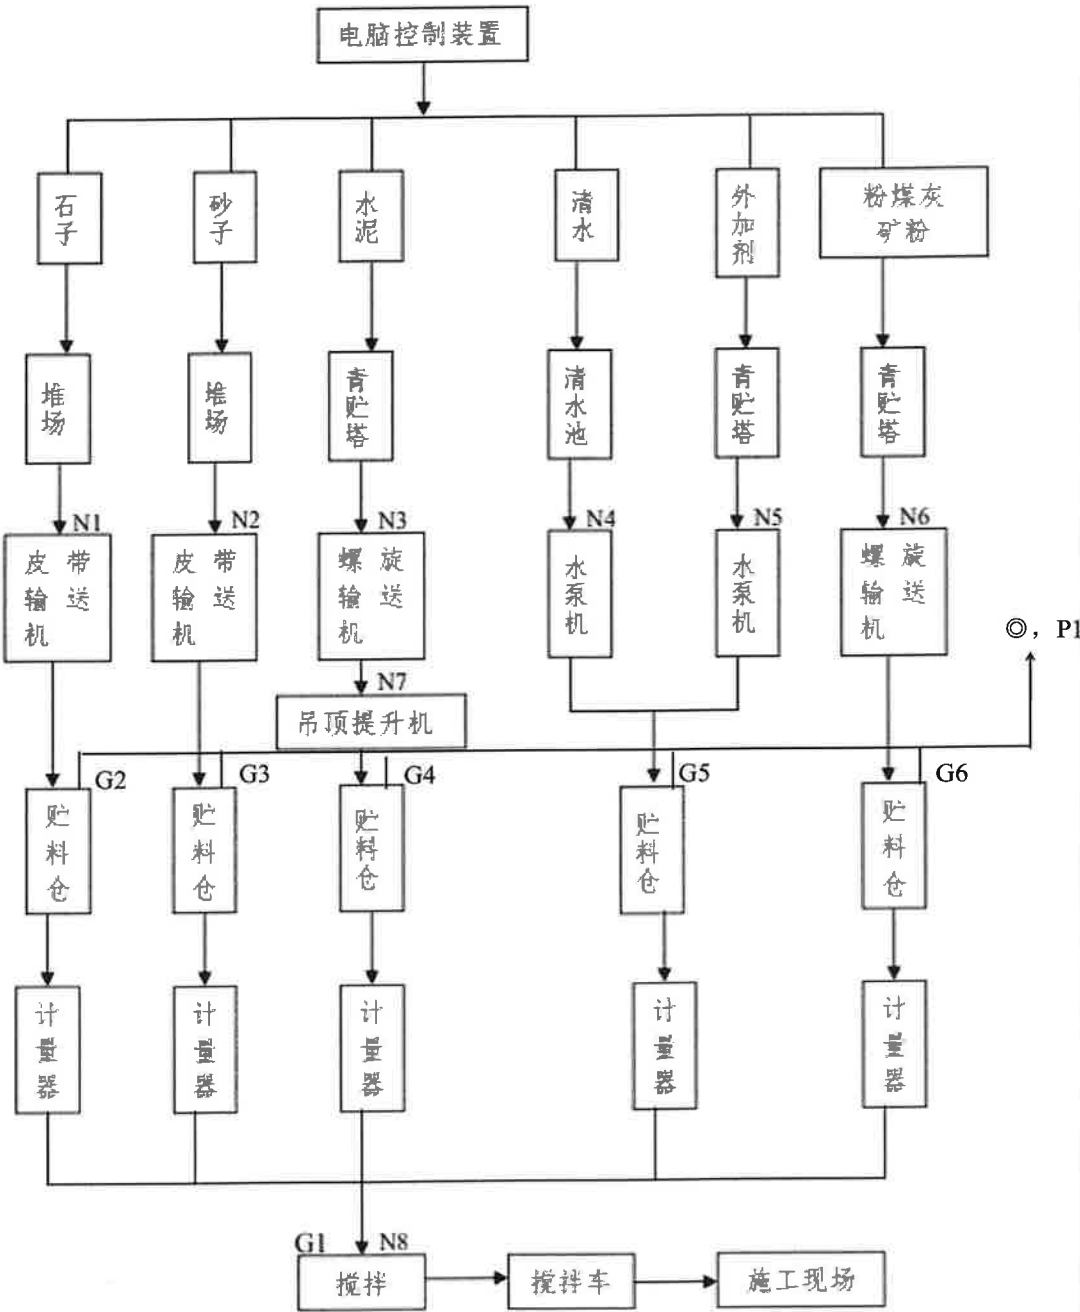 电脑控制装置
石子
砂子
水泥
清水
外加剂
粉煤灰
矿粉
堆场
堆场
青贮塔
清水池
青贮塔
青贮塔
N1
N2
N3
N4
N5
N6
皮带
输送
机
皮带
输送
机
螺旋
输送
机
水泵机
水泵机
螺旋
输送
机
◎，P1
N7
吊顶提升机
G2
G3
G4
G5
G6
贮料仓
贮料仓
贮料仓
贮料仓
贮料仓
计量器
计量器
计量器
计量器
计量器
G1
N8
搅拌
搅拌车
施工现场